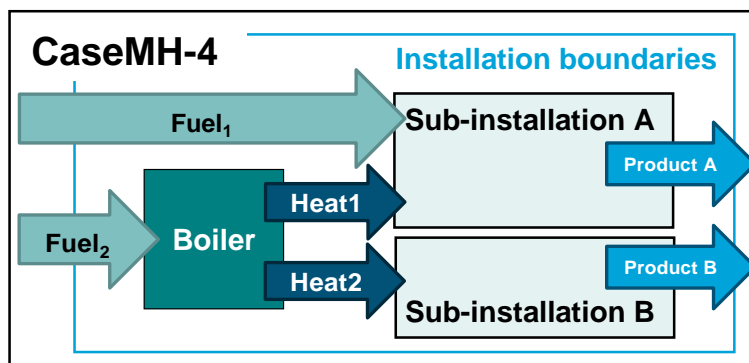 CaseMH-4
Installation boundaries
Fuel₁
Sub-installation A
Product A
Heat1
Boiler
Fuel₂
Heat2
Product B
Sub-installation B